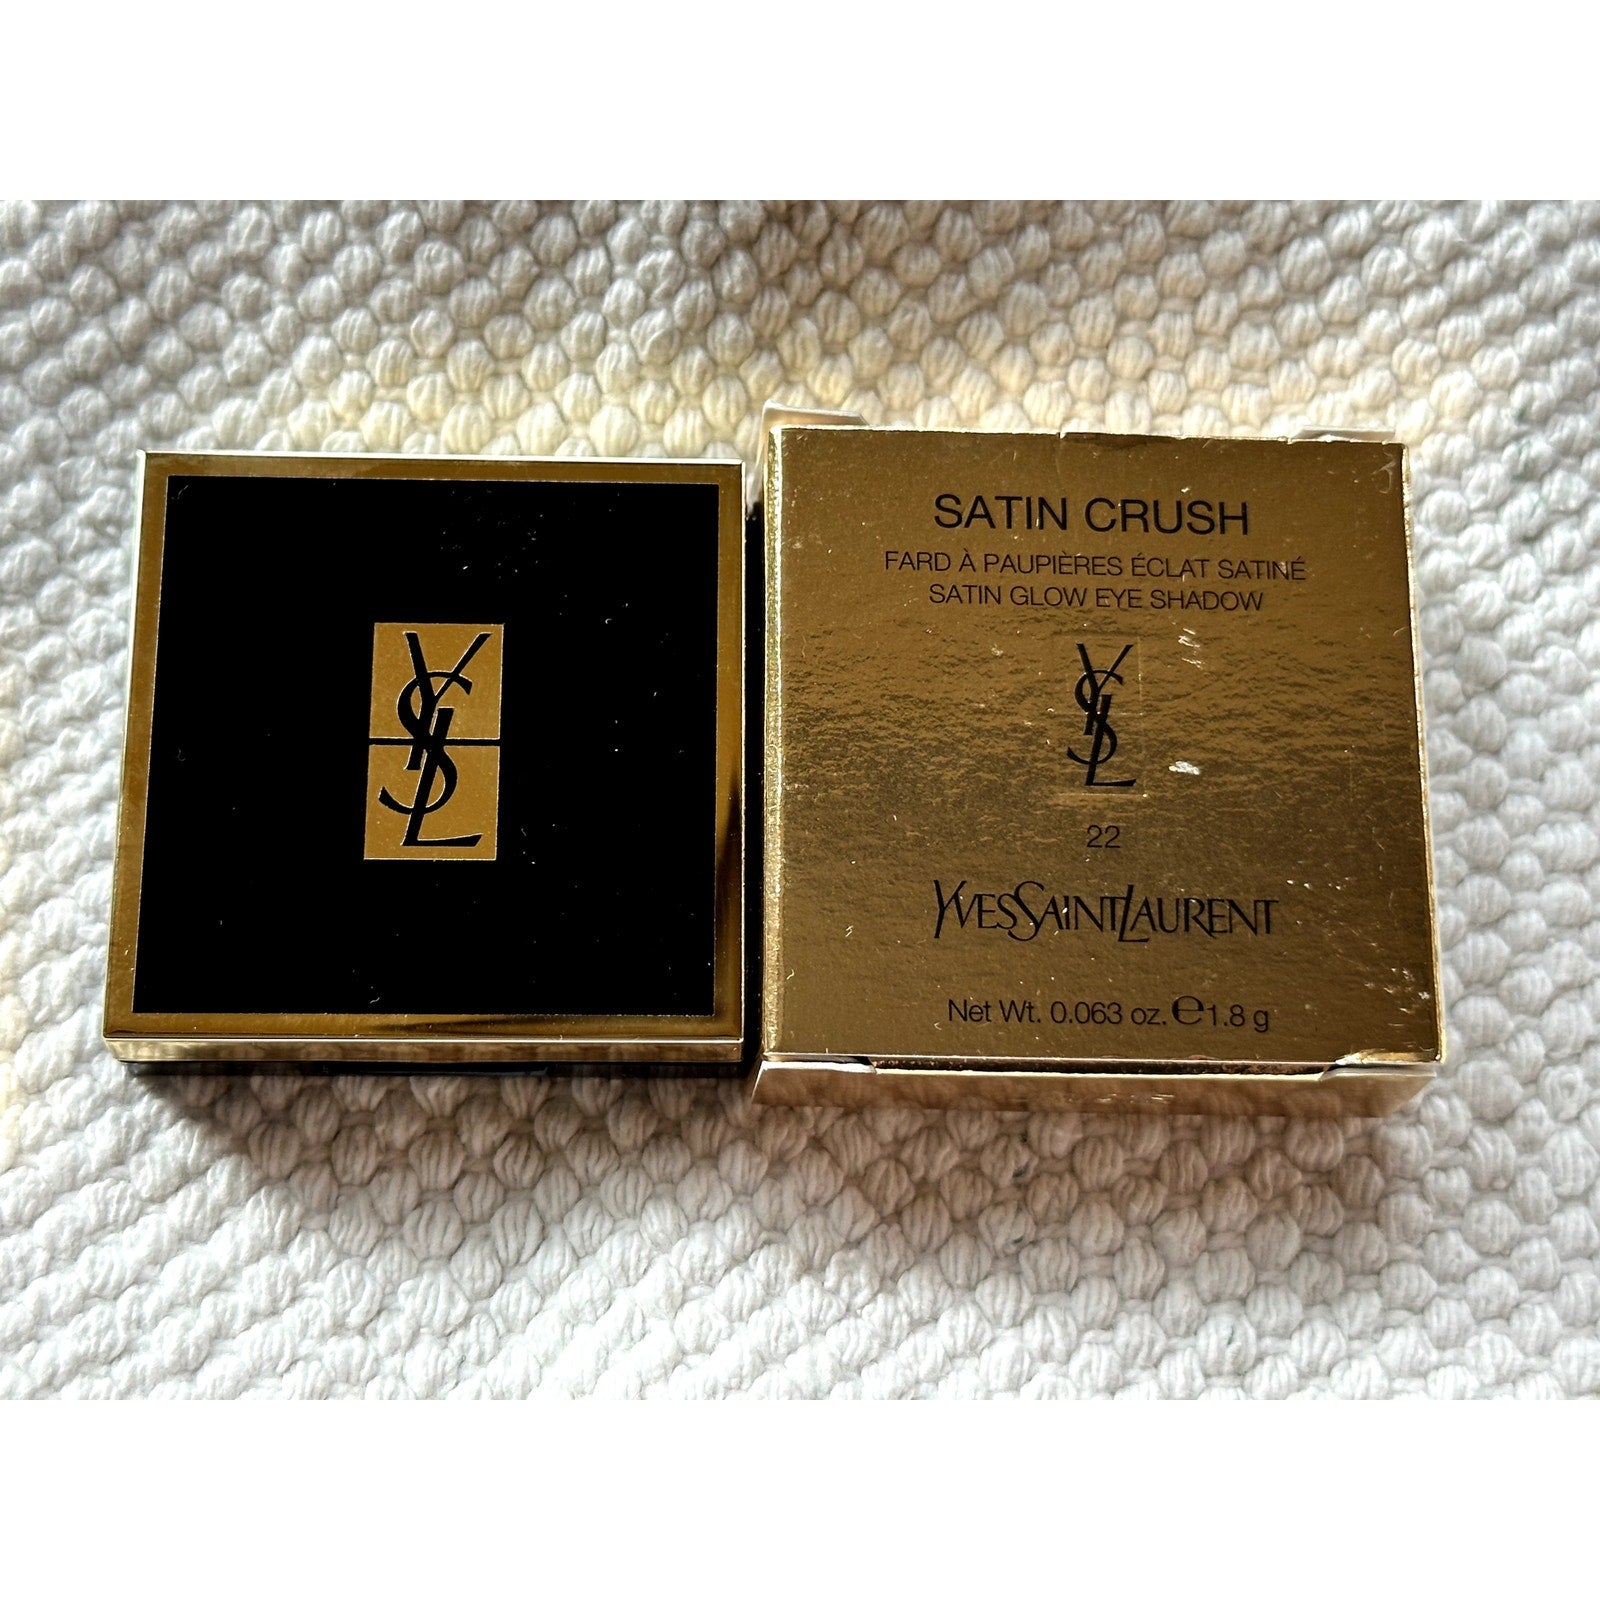 YSL
SATIN CRUSH
FARD À PAUPIÈRES ÉCLAT SATINÉ
SATIN GLOW EYE SHADOW
YSL
22
YVESSAINTLAURENT
Net Wt. 0.063 oz. ℮ 1.8 g